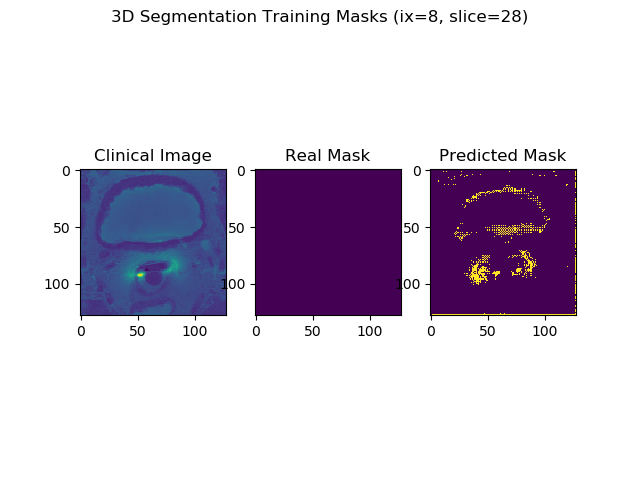 3D Segmentation Training Masks (ix=8, slice=28)
Clinical Image Real Mask Predicted Mask
0 0 0
50 50 50
100 100 100
0 50 100 0 50 100 0 50 100